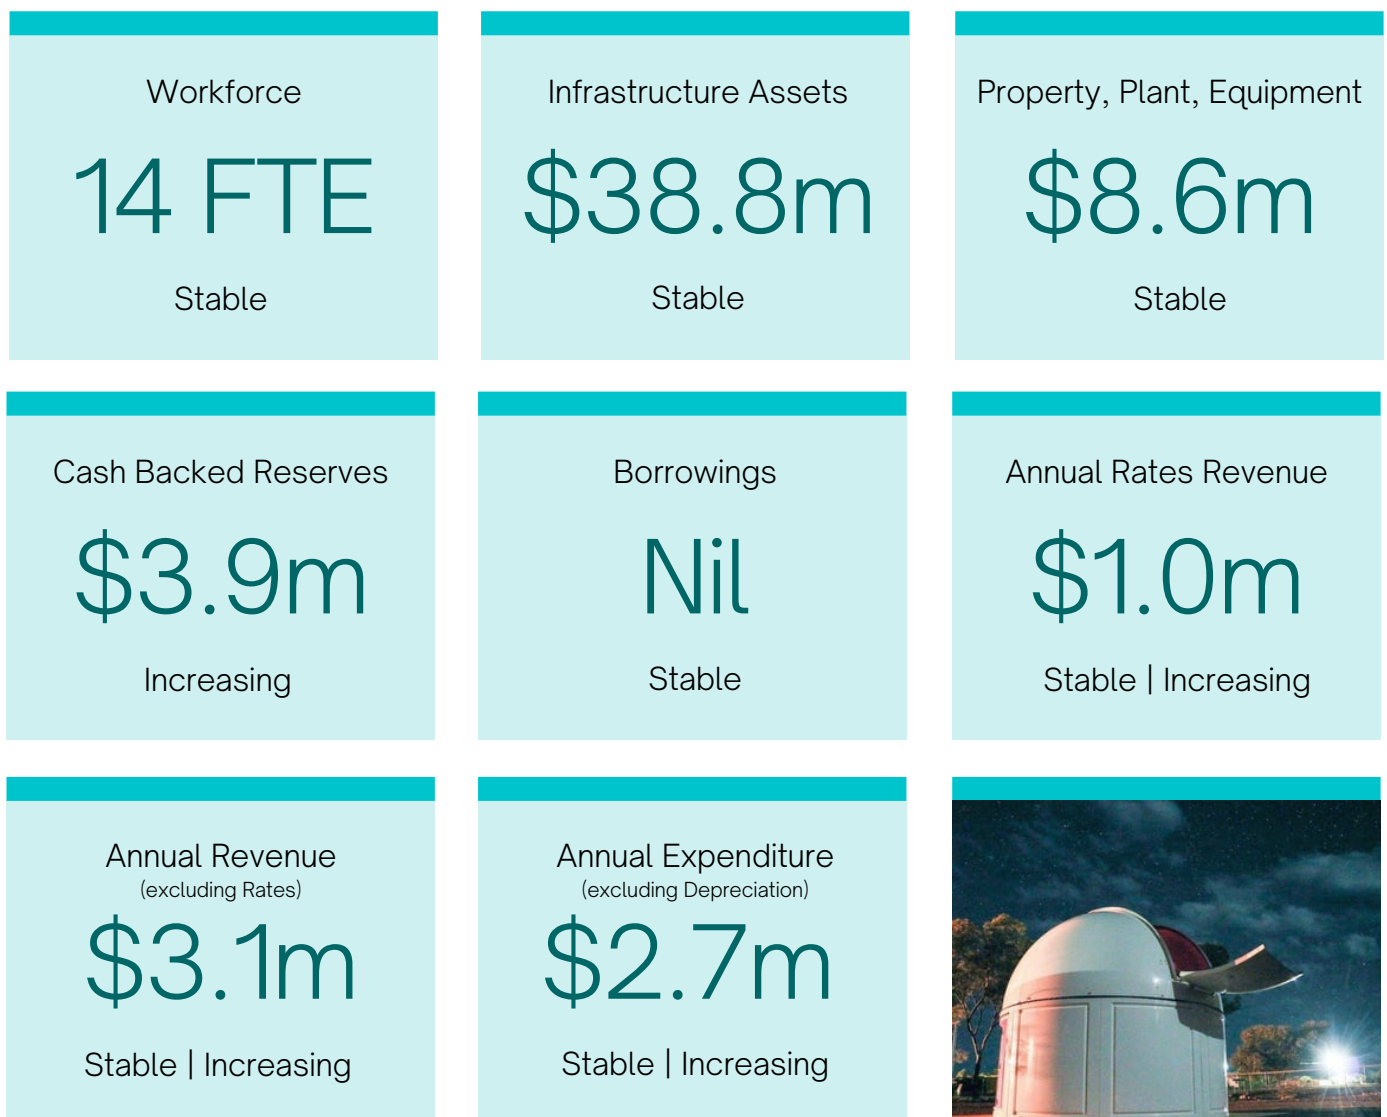 Workforce
14 FTE
Stable
Infrastructure Assets
$38.8m
Stable
Property, Plant, Equipment
$8.6m
Stable
Cash Backed Reserves
$3.9m
Increasing
Borrowings
Nil
Stable
Annual Rates Revenue
$1.0m
Stable | Increasing
Annual Revenue
(excluding Rates)
$3.1m
Stable | Increasing
Annual Expenditure
(excluding Depreciation)
$2.7m
Stable | Increasing